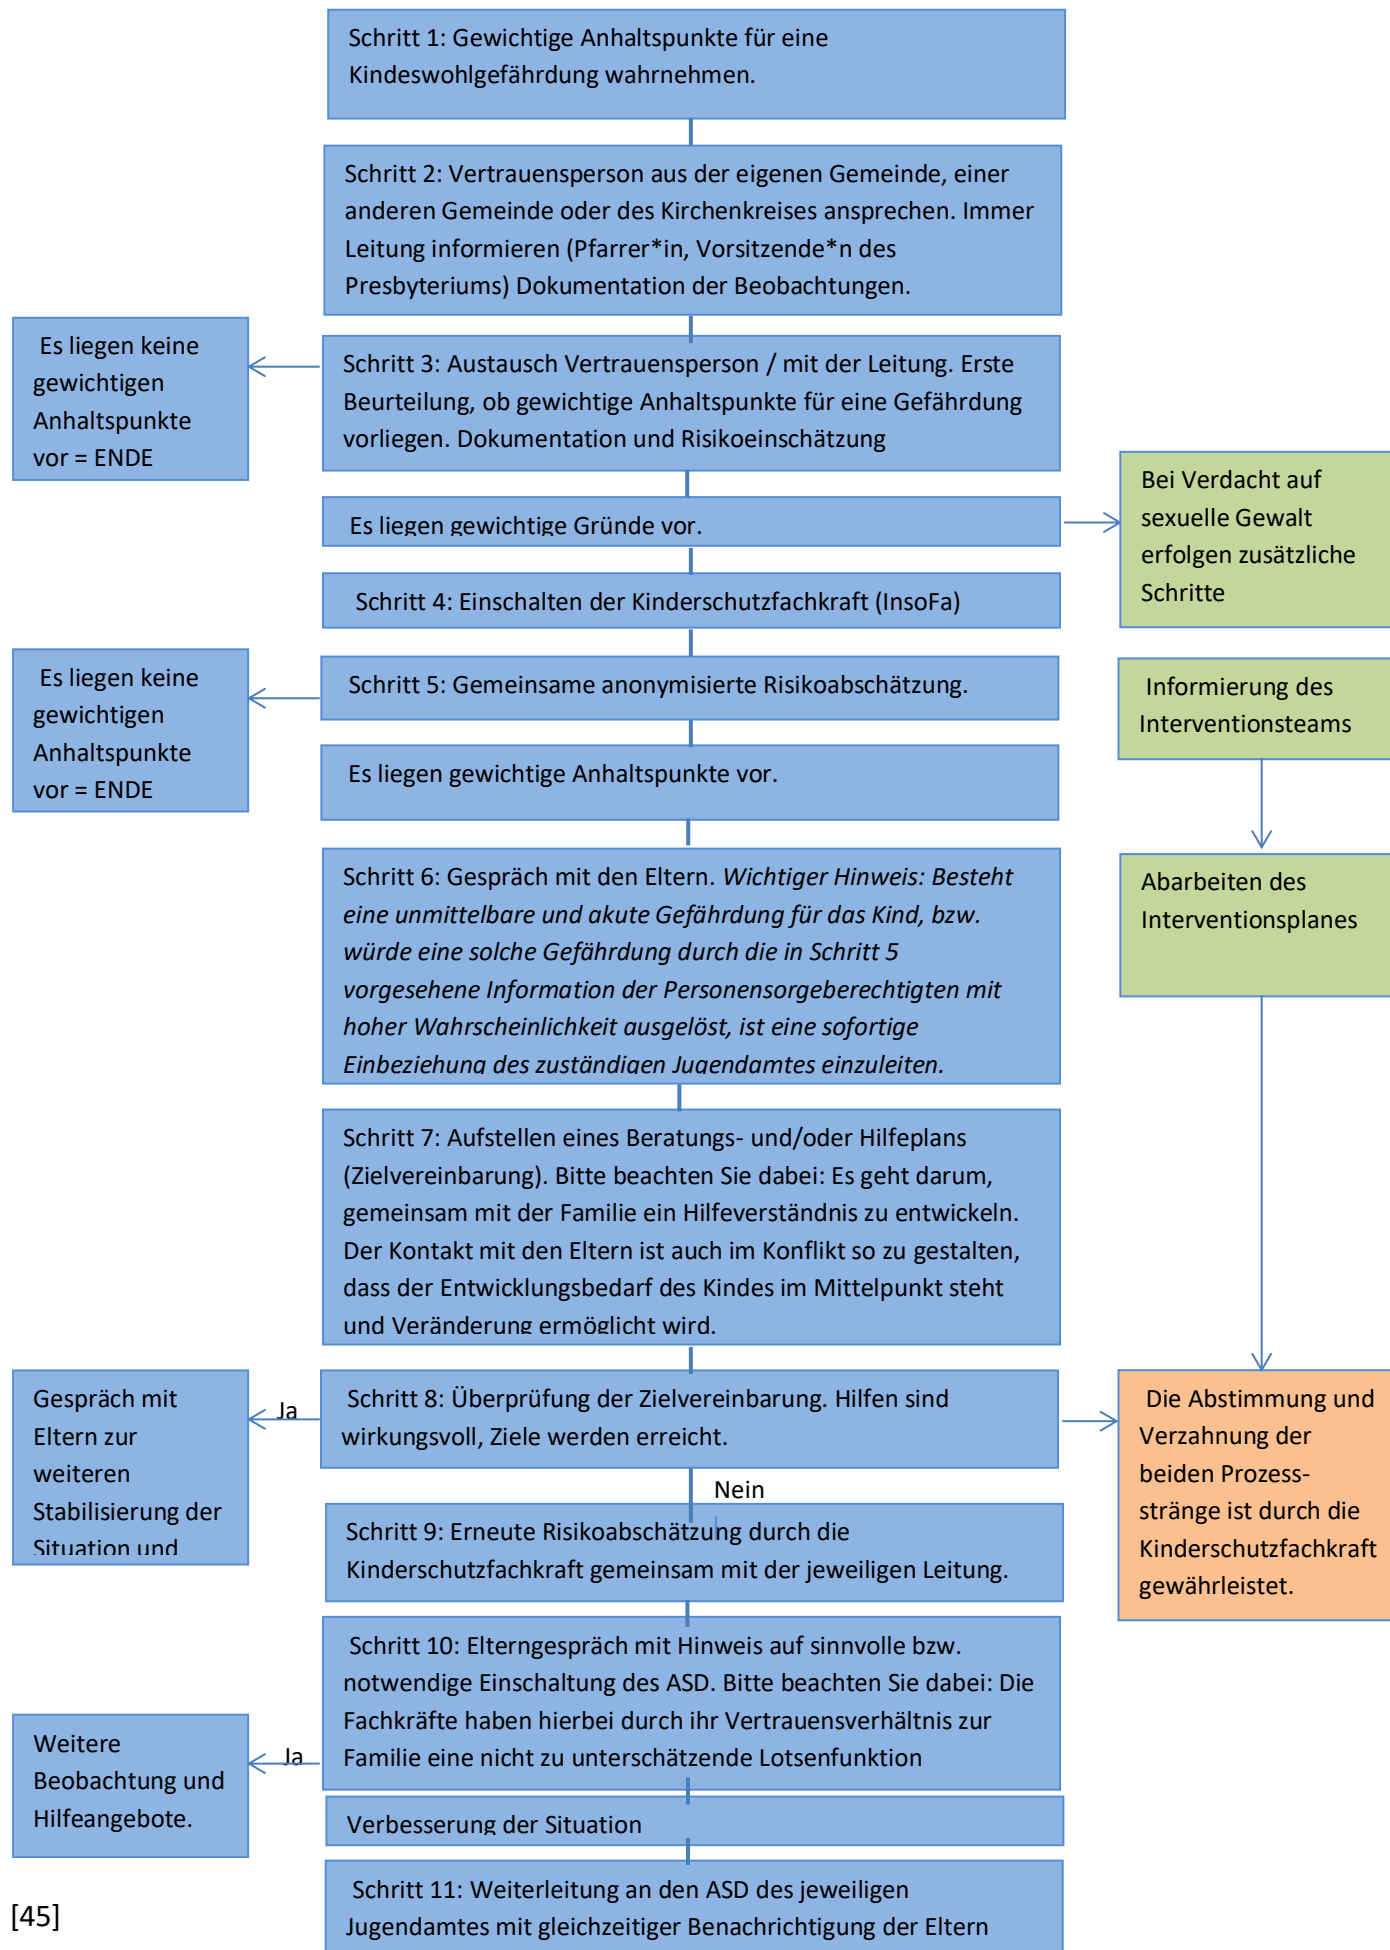 Schritt 1: Gewichtige Anhaltspunkte für eine
Kindeswohlgefährdung wahrnehmen.
Schritt 2: Vertrauensperson aus der eigenen Gemeinde, einer
anderen Gemeinde oder des Kirchenkreises ansprechen. Immer
Leitung informieren (Pfarrer*in, Vorsitzende*n des
Presbyteriums) Dokumentation der Beobachtungen.
Es liegen keine
gewichtigen
Anhaltspunkte
vor = ENDE
Schritt 3: Austausch Vertrauensperson / mit der Leitung. Erste
Beurteilung, ob gewichtige Anhaltspunkte für eine Gefährdung
vorliegen. Dokumentation und Risikoeinschätzung
Es liegen gewichtige Gründe vor.
Bei Verdacht auf
sexuelle Gewalt
erfolgen zusätzliche
Schritte
Schritt 4: Einschalten der Kinderschutzfachkraft (InsoFa)
Es liegen keine
gewichtigen
Anhaltspunkte
vor = ENDE
Schritt 5: Gemeinsame anonymisierte Risikoabschätzung.
Informierung des
Interventionsteams
Es liegen gewichtige Anhaltspunkte vor.
Schritt 6: Gespräch mit den Eltern. Wichtiger Hinweis: Besteht
eine unmittelbare und akute Gefährdung für das Kind, bzw.
würde eine solche Gefährdung durch die in Schritt 5
vorgesehene Information der Personensorgeberechtigten mit
hoher Wahrscheinlichkeit ausgelöst, ist eine sofortige
Einbeziehung des zuständigen Jugendamtes einzuleiten.
Abarbeiten des
Interventionsplanes
Schritt 7: Aufstellen eines Beratungs- und/oder Hilfeplans
(Zielvereinbarung). Bitte beachten Sie dabei: Es geht darum,
gemeinsam mit der Familie ein Hilfeverständnis zu entwickeln.
Der Kontakt mit den Eltern ist auch im Konflikt so zu gestalten,
dass der Entwicklungsbedarf des Kindes im Mittelpunkt steht
und Veränderung ermöglicht wird.
Gespräch mit
Eltern zur
weiteren
Stabilisierung der
Situation und
Ja
Schritt 8: Überprüfung der Zielvereinbarung. Hilfen sind
wirkungsvoll, Ziele werden erreicht.
Die Abstimmung und
Verzahnung der
beiden Prozess-
stränge ist durch die
Kinderschutzfachkraft
gewährleistet.
Nein
Schritt 9: Erneute Risikoabschätzung durch die
Kinderschutzfachkraft gemeinsam mit der jeweiligen Leitung.
Schritt 10: Elterngespräch mit Hinweis auf sinnvolle bzw.
notwendige Einschaltung des ASD. Bitte beachten Sie dabei: Die
Fachkräfte haben hierbei durch ihr Vertrauensverhältnis zur
Familie eine nicht zu unterschätzende Lotsenfunktion
Weitere
Beobachtung und
Hilfeangebote.
Ja
Verbesserung der Situation
Schritt 11: Weiterleitung an den ASD des jeweiligen
Jugendamtes mit gleichzeitiger Benachrichtigung der Eltern
[45]